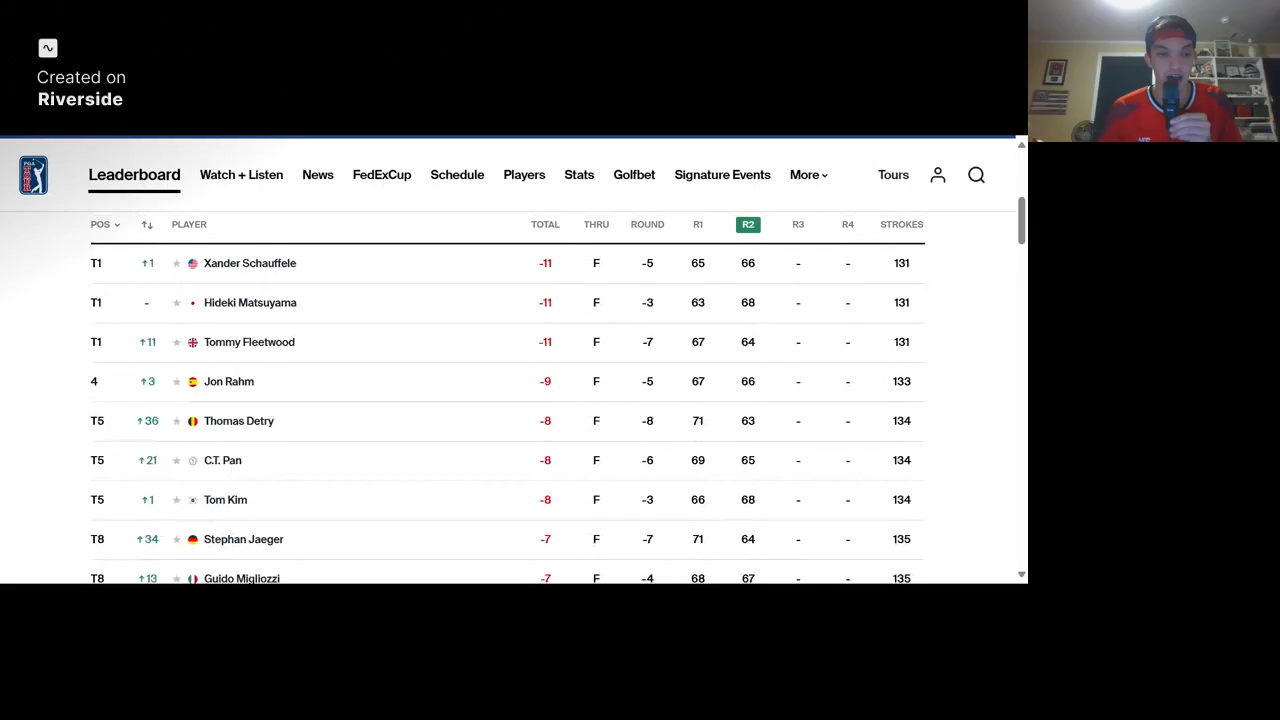 Created on
Riverside
PGA TOUR
Leaderboard Watch + Listen News FedExCup Schedule Players Stats Golfbet Signature Events More Tours
POS PLAYER TOTAL THRU ROUND R1 R2 R3 R4 STROKES
T1 ↑1 Xander Schauffele -11 F -5 65 66 - - 131
T1 - Hideki Matsuyama -11 F -3 63 68 - - 131
T1 ↑11 Tommy Fleetwood -11 F -7 67 64 - - 131
4 ↑3 Jon Rahm -9 F -5 67 66 - - 133
T5 ↑36 Thomas Detry -8 F -8 71 63 - - 134
T5 ↑21 C.T. Pan -8 F -6 69 65 - - 134
T5 ↑1 Tom Kim -8 F -3 66 68 - - 134
T8 ↑34 Stephan Jaeger -7 F -7 71 64 - - 135
T8 ↑13 Guido Migliozzi -7 F -4 68 67 - - 135